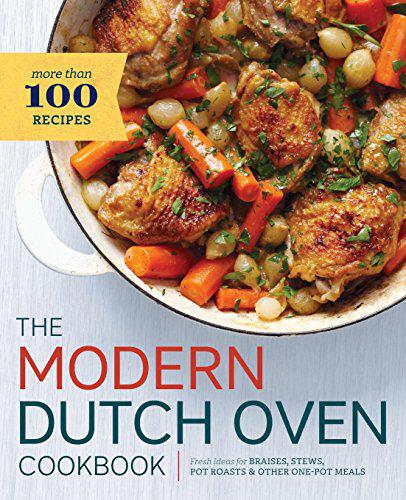 more than
100
RECIPES
THE
MODERN
DUTCH OVEN
COOKBOOK
Fresh Ideas for BRAISES, STEWS,
POT ROASTS & OTHER ONE-POT MEALS